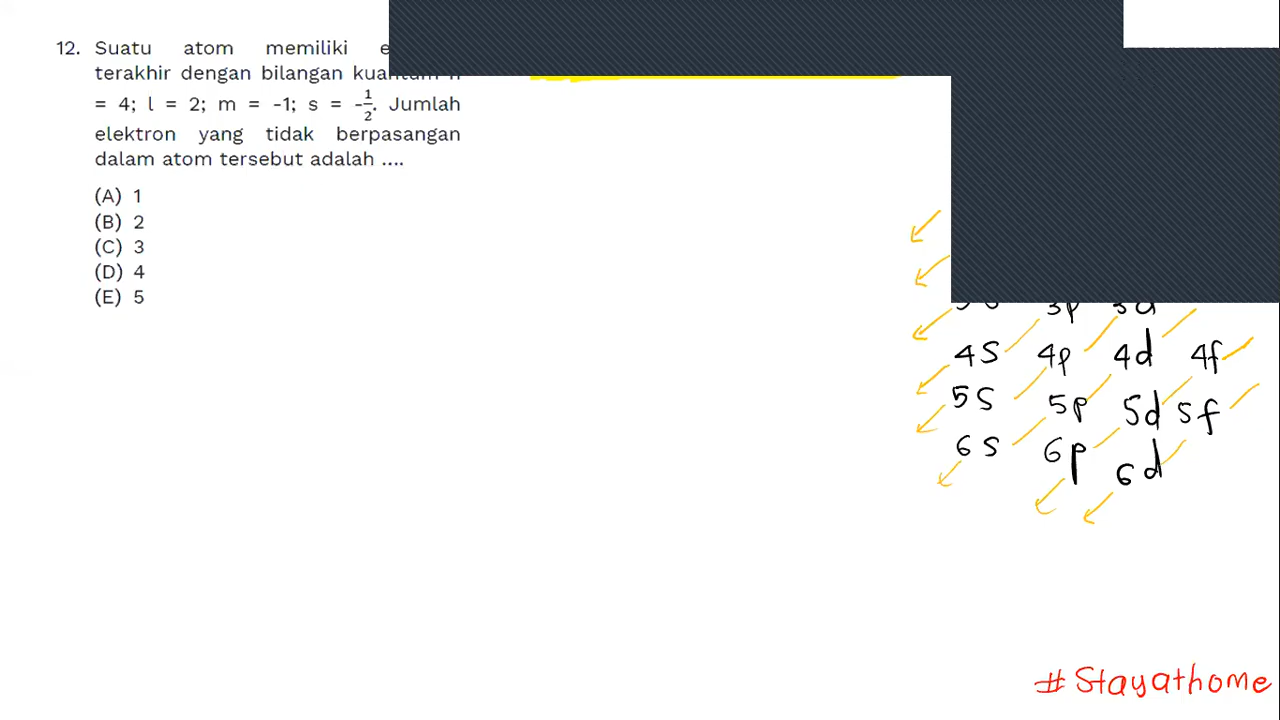 12. Suatu atom memiliki
terakhir dengan bilangan
= 4; l = 2; m = -1; s = -1/2. Jumlah
elektron yang tidak berpasangan
dalam atom tersebut adalah ....
(A) 1
(B) 2
(C) 3
(D) 4
(E) 5
3p 3d
4s 4p 4d 4f
5s 5p 5d 5f
6s 6p 6d
#Stayathome